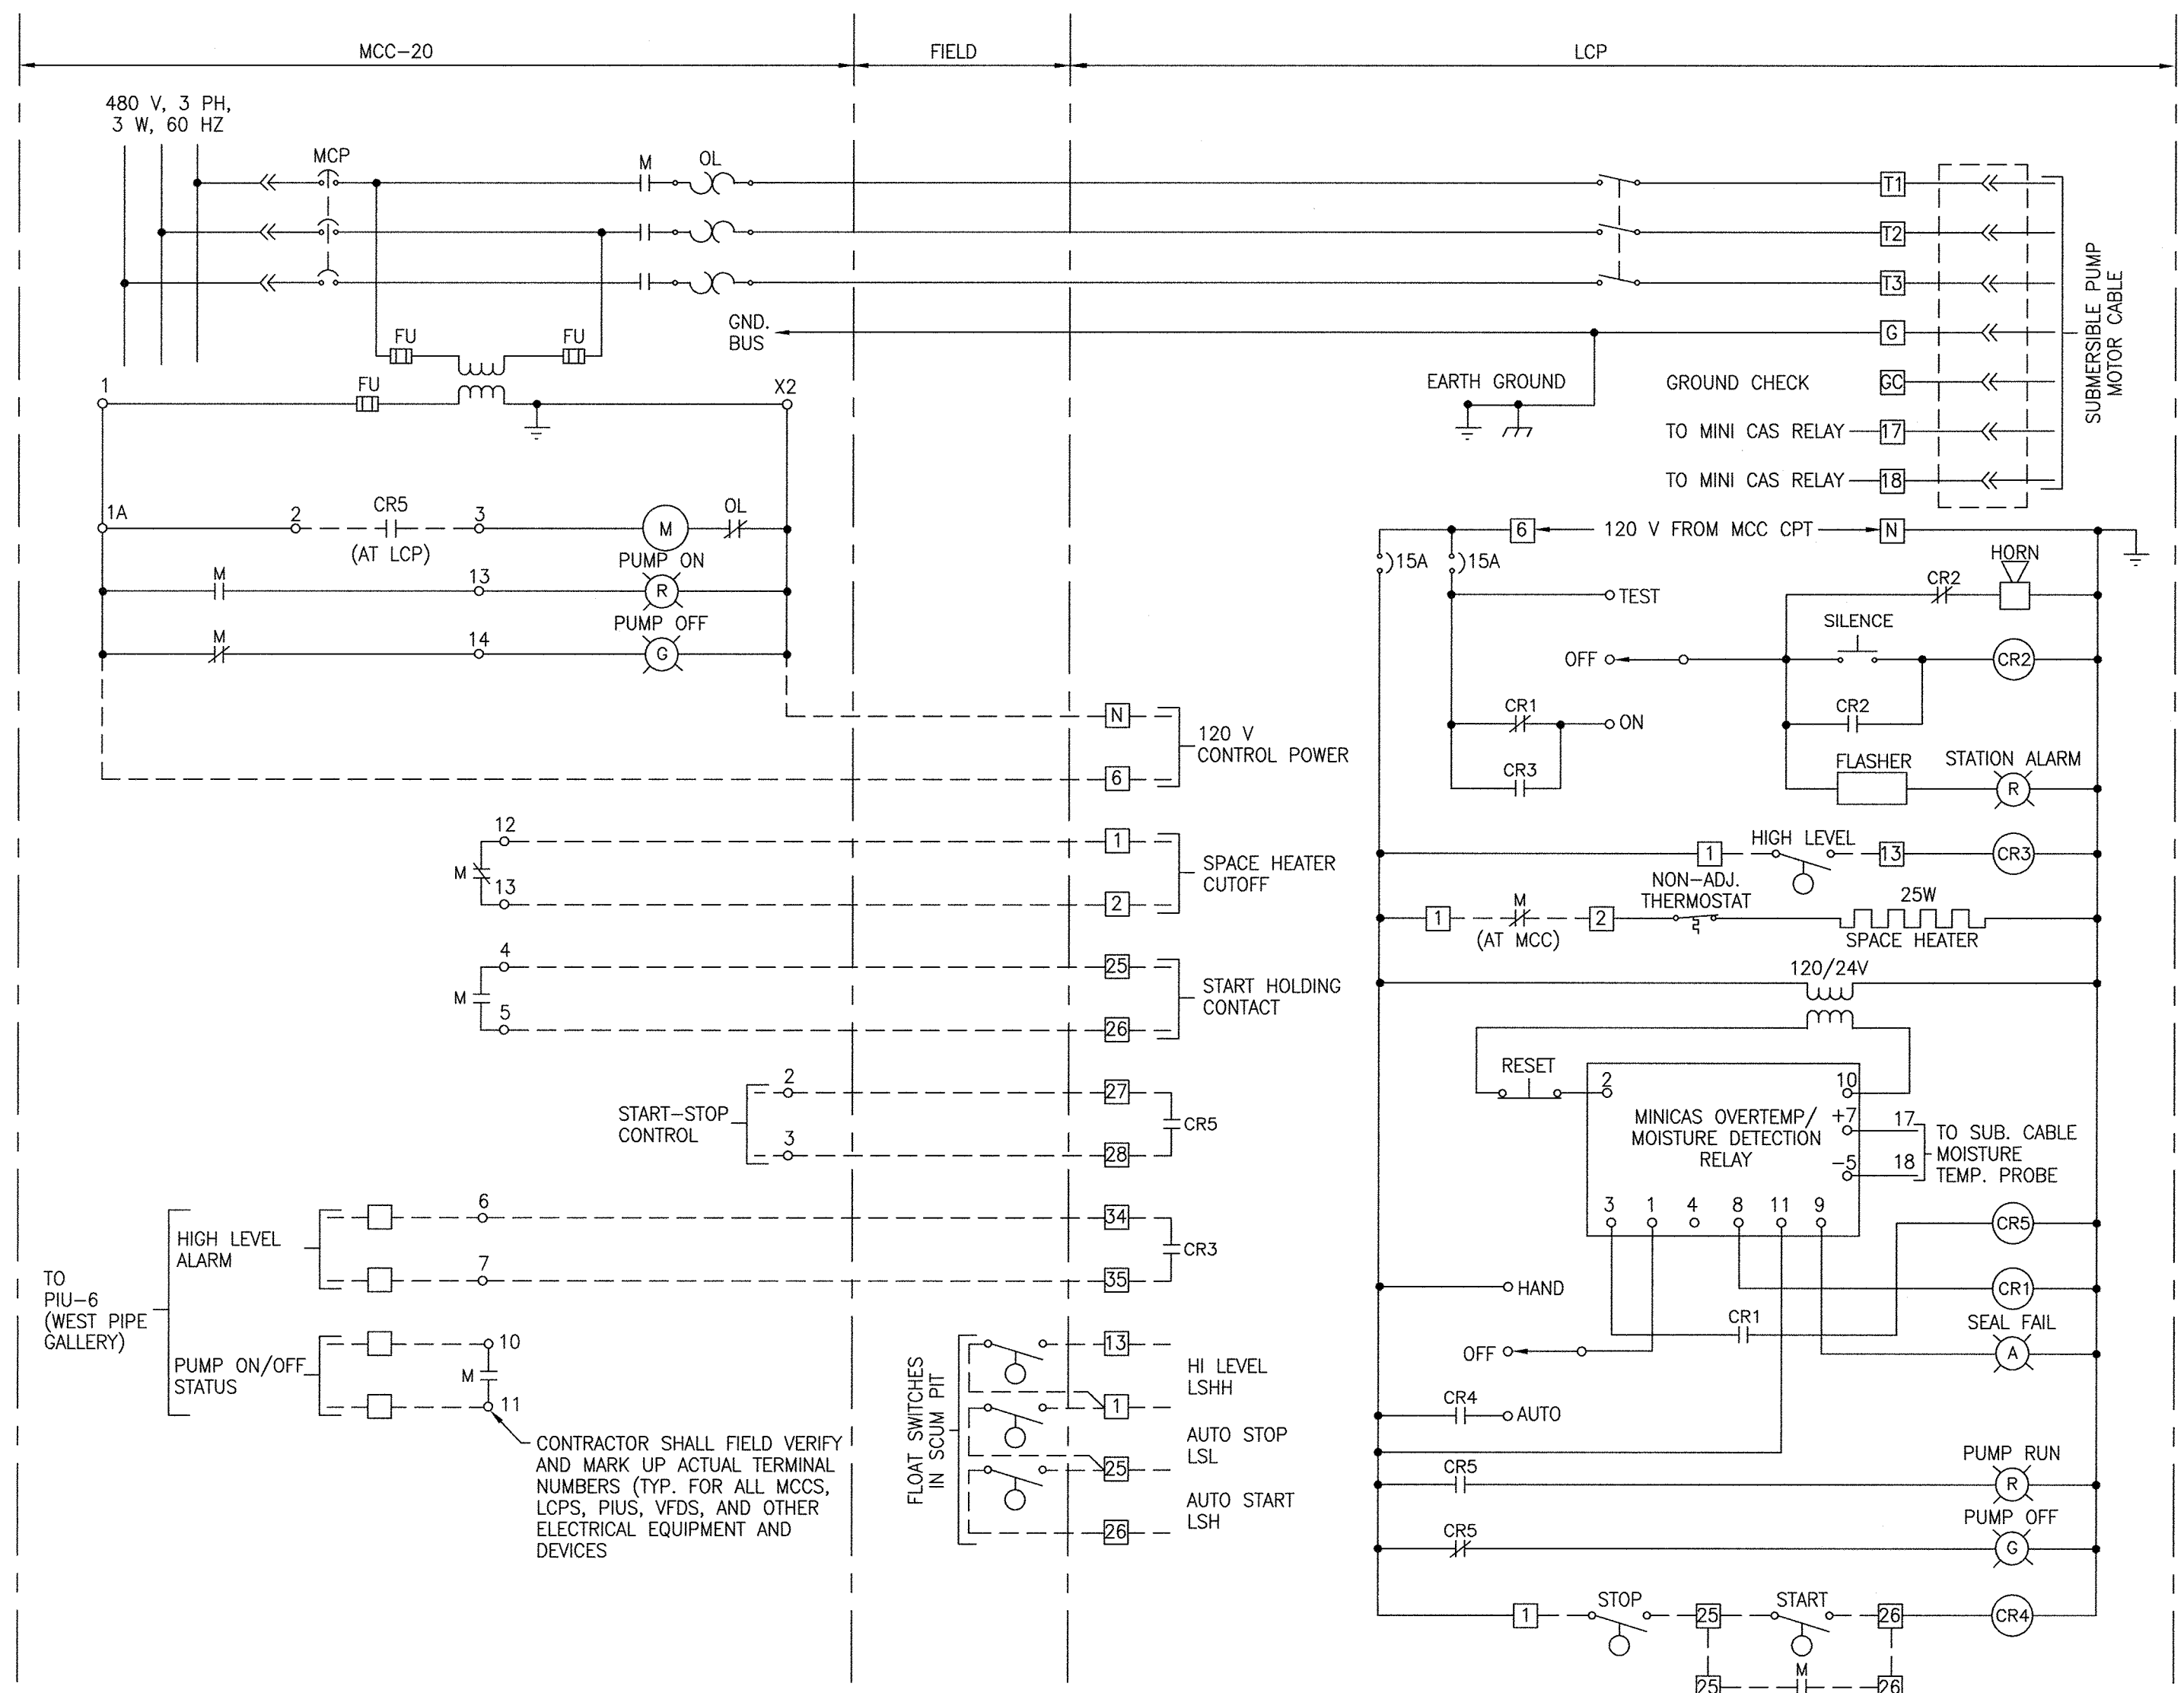 MCC-20
FIELD
LCP
480 V, 3 PH,
3 W, 60 HZ
MCP
M
OL
T1
T2
T3
G
GC
17
18
GND.
BUS
EARTH GROUND
GROUND CHECK
TO MINI CAS RELAY
TO MINI CAS RELAY
SUBMERSIBLE PUMP
MOTOR CABLE
FU
FU
FU
1
X2
1A
2
CR5
(AT LCP)
3
M
OL
PUMP ON
M
13
R
PUMP OFF
M
14
G
N
6
120 V
CONTROL POWER
12
M
13
1
2
SPACE HEATER
CUTOFF
4
M
5
25
26
START HOLDING
CONTACT
START-STOP
CONTROL
2
3
27
28
CR5
TO
PIU-6
(WEST PIPE
GALLERY)
HIGH LEVEL
ALARM
6
7
34
35
CR3
PUMP ON/OFF
STATUS
10
M
11
CONTRACTOR SHALL FIELD VERIFY
AND MARK UP ACTUAL TERMINAL
NUMBERS (TYP. FOR ALL MCCS,
LCPS, PIUS, VFDS, AND OTHER
ELECTRICAL EQUIPMENT AND
DEVICES
FLOAT SWITCHES
IN SCUM PIT
13
1
25
26
HI LEVEL
LSHH
AUTO STOP
LSL
AUTO START
LSH
6
120 V FROM MCC CPT
N
15A
15A
TEST
OFF
CR1
ON
CR3
CR2
HORN
SILENCE
CR2
CR2
FLASHER
STATION ALARM
R
1
HIGH LEVEL
13
CR3
1
M
(AT MCC)
2
NON-ADJ.
THERMOSTAT
25W
SPACE HEATER
120/24V
RESET
2
10
MINICAS OVERTEMP/
MOISTURE DETECTION
RELAY
+7
-5
17
18
TO SUB. CABLE
MOISTURE
TEMP. PROBE
3
1
4
8
11
9
CR5
HAND
CR1
CR1
OFF
SEAL FAIL
A
CR4
AUTO
CR5
PUMP RUN
R
CR5
PUMP OFF
G
1
STOP
25
START
26
CR4
25
M
26